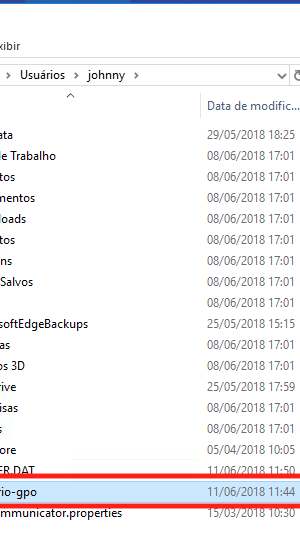 xibir
Usuários > johnny >
Data de modific...
ata 29/05/2018 18:25
de Trabalho 08/06/2018 17:01
tos 08/06/2018 17:01
mentos 08/06/2018 17:01
loads 08/06/2018 17:01
tos 08/06/2018 17:01
ns 08/06/2018 17:01
Salvos 08/06/2018 17:01
08/06/2018 17:01
softEdgeBackups 25/05/2018 15:15
as 08/06/2018 17:01
os 3D 08/06/2018 17:01
rive 25/05/2018 17:59
isas 08/06/2018 17:01
s 08/06/2018 17:01
ore 05/04/2018 10:05
ER.DAT 11/06/2018 11:50
rio-gpo 11/06/2018 11:44
mmunicator.properties 15/03/2018 10:30